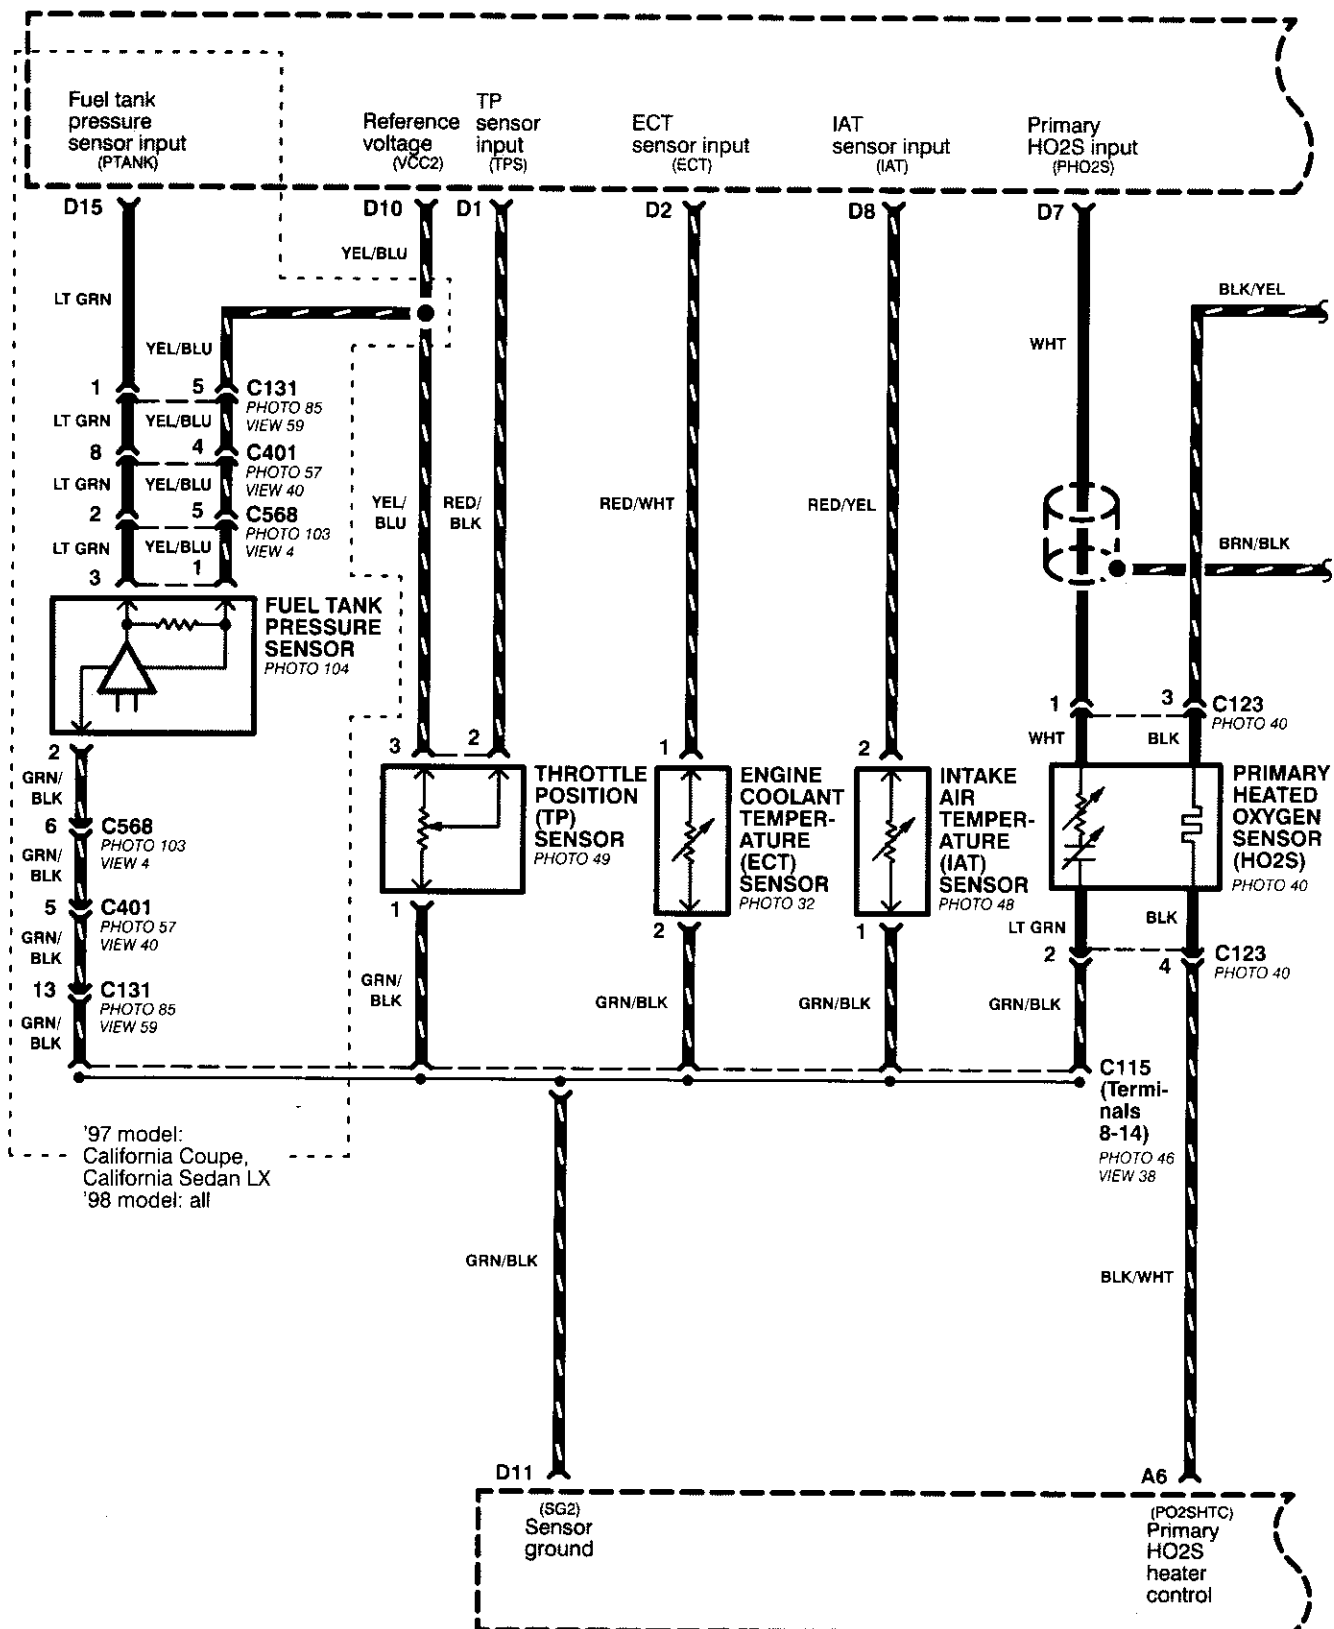 Fuel tank
pressure
sensor input
(PTANK)
Reference
voltage
(VCC2)
TP
sensor
input
(TPS)
ECT
sensor input
(ECT)
IAT
sensor input
(IAT)
Primary
HO2S input
(PHO2S)
D15
D10
D1
D2
D8
D7
YEL/BLU
LT GRN
BLK/YEL
YEL/BLU
WHT
1
5
C131
PHOTO 85
VIEW 59
LT GRN
YEL/BLU
8
4
C401
PHOTO 57
VIEW 40
LT GRN
YEL/BLU
2
5
C568
PHOTO 103
VIEW 4
LT GRN
YEL/BLU
3
1
YEL/
BLU
RED/
BLK
RED/WHT
RED/YEL
BRN/BLK
FUEL TANK
PRESSURE
SENSOR
PHOTO 104
1
3
C123
PHOTO 40
WHT
BLK
2
GRN/
BLK
6
C568
PHOTO 103
VIEW 4
GRN/
BLK
5
C401
PHOTO 57
VIEW 40
GRN/
BLK
13
C131
PHOTO 85
VIEW 59
GRN/
BLK
3
2
THROTTLE
POSITION
(TP)
SENSOR
PHOTO 49
1
GRN/
BLK
1
ENGINE
COOLANT
TEMPER-
ATURE
(ECT)
SENSOR
PHOTO 32
2
GRN/BLK
2
INTAKE
AIR
TEMPER-
ATURE
(IAT)
SENSOR
PHOTO 48
1
GRN/BLK
PRIMARY
HEATED
OXYGEN
SENSOR
(HO2S)
PHOTO 40
LT GRN
BLK
2
4
C123
PHOTO 40
GRN/BLK
C115
(Termi-
nals
8-14)
PHOTO 46
VIEW 38
'97 model:
California Coupe,
California Sedan LX
'98 model: all
GRN/BLK
BLK/WHT
D11
A6
(SG2)
Sensor
ground
(PO2SHTC)
Primary
HO2S
heater
control